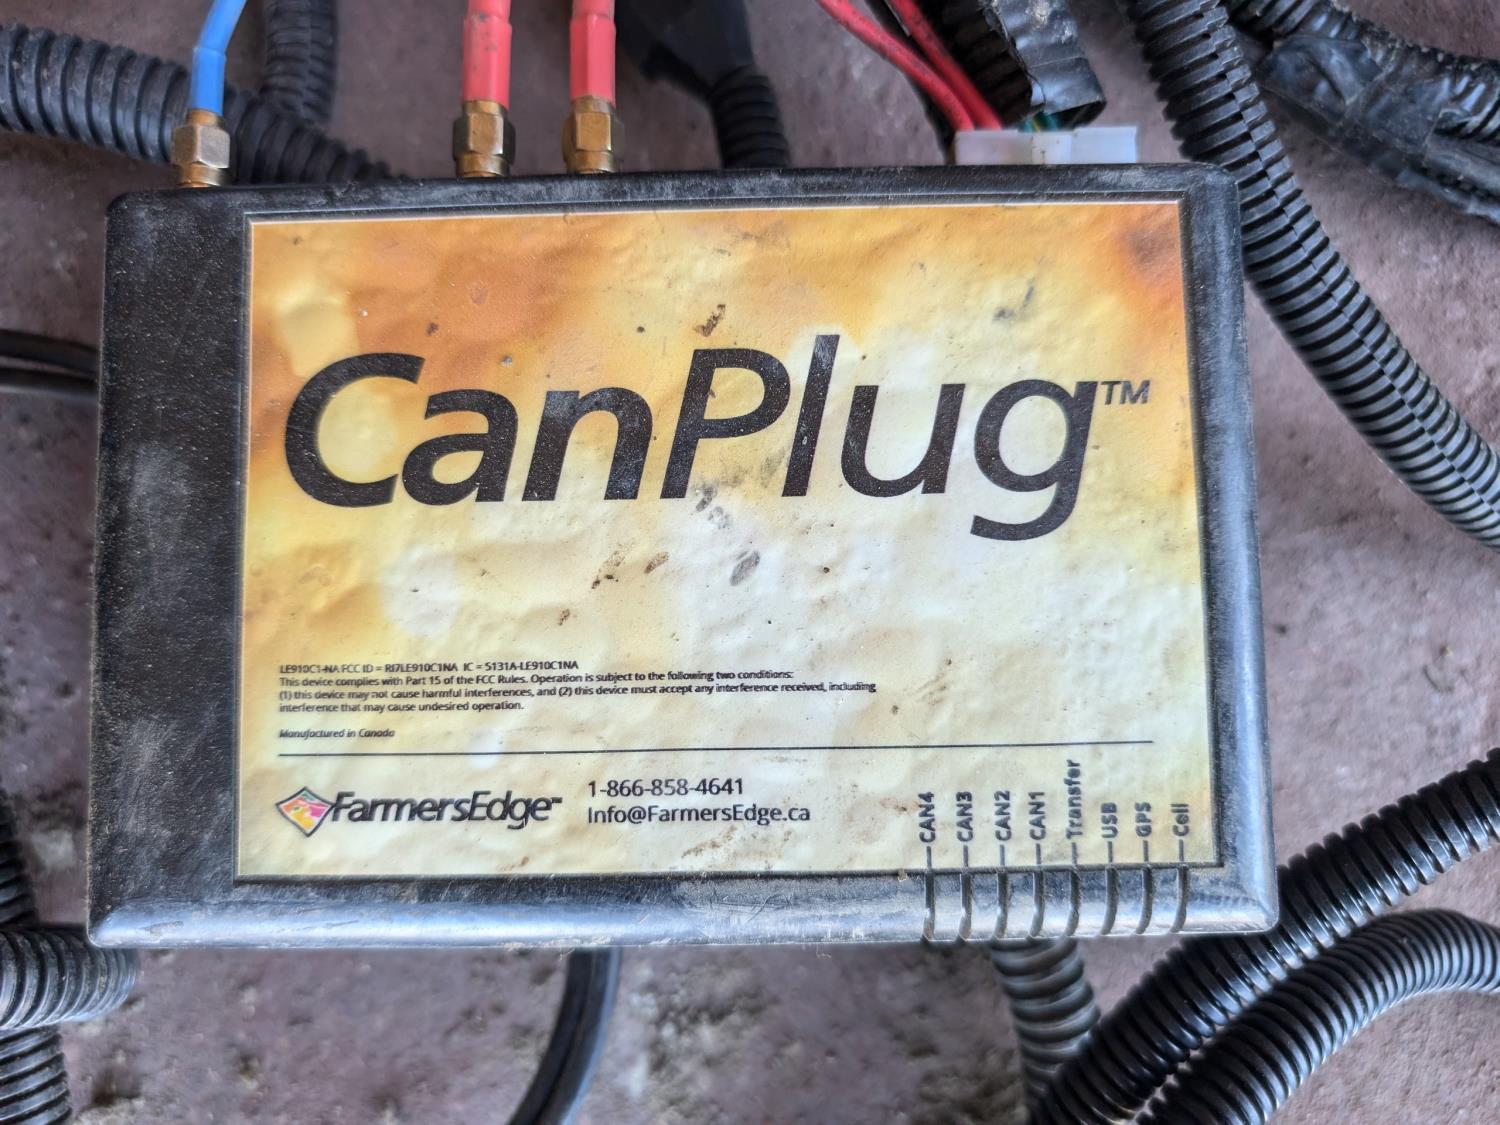 CanPlug™
LE910C1-NA FCC ID = RI7LE910C1NA IC = 5131A-LE910C1NA
This device complies with Part 15 of the FCC Rules. Operation is subject to the following two conditions:
(1) this device may not cause harmful interferences, and (2) this device must accept any interference received, including
interference that may cause undesired operation.
Manufactured in Canada
FarmersEdge™
1-866-858-4641
Info@FarmersEdge.ca
CAN4
CAN3
CAN2
CAN1
Transfer
USB
GPS
Cell